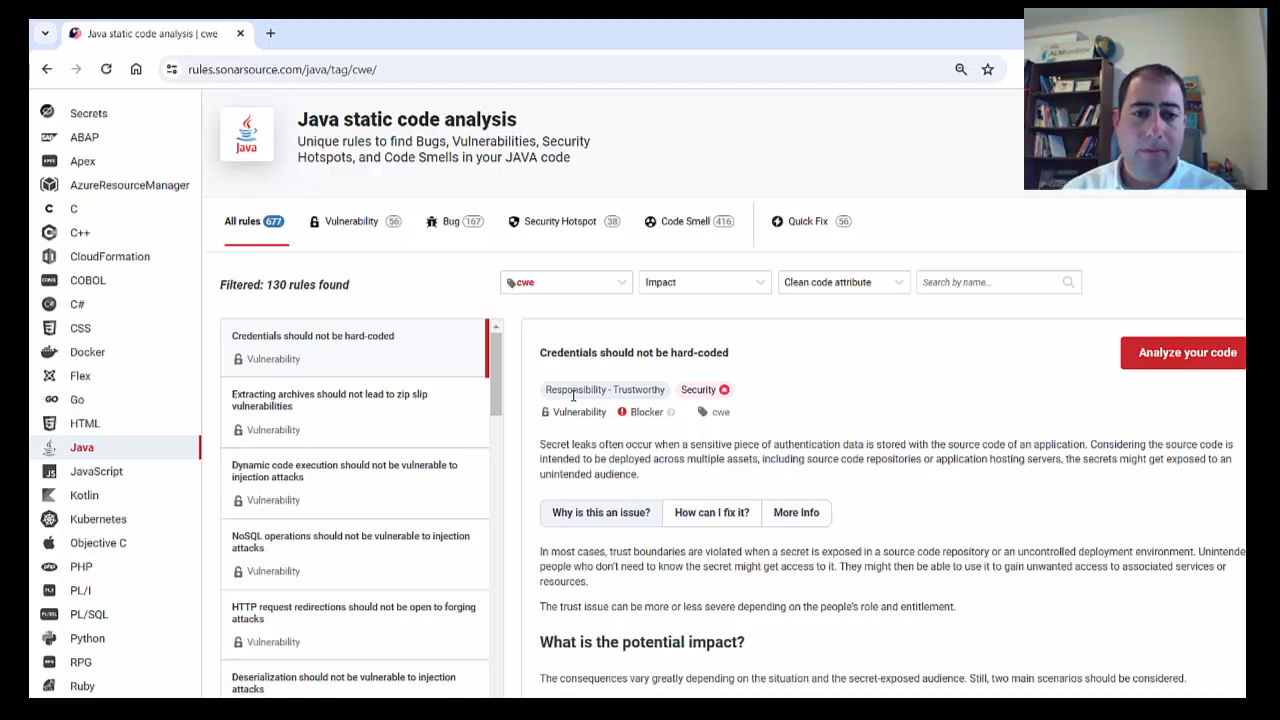 Java static code analysis | cwe
rules.sonarsource.com/java/tag/cwe/
Secrets
ABAP
Apex
AzureResourceManager
C
C++
CloudFormation
COBOL
C#
CSS
Docker
Flex
Go
HTML
Java
JavaScript
Kotlin
Kubernetes
Objective C
PHP
PL/I
PL/SQL
Python
RPG
Ruby
Java
Java static code analysis
Unique rules to find Bugs, Vulnerabilities, Security
Hotspots, and Code Smells in your JAVA code
All rules 677 Vulnerability 56 Bug 167 Security Hotspot 38 Code Smell 416 Quick Fix 56
Filtered: 130 rules found
cwe Impact Clean code attribute Search by name...
Credentials should not be hard-coded
Vulnerability
Extracting archives should not lead to zip slip
vulnerabilities
Vulnerability
Dynamic code execution should not be vulnerable to
injection attacks
Vulnerability
NoSQL operations should not be vulnerable to injection
attacks
Vulnerability
HTTP request redirections should not be open to forging
attacks
Vulnerability
Deserialization should not be vulnerable to injection
attacks
Credentials should not be hard-coded
Analyze your code
Responsibility - Trustworthy Security
Vulnerability Blocker cwe
Secret leaks often occur when a sensitive piece of authentication data is stored with the source code of an application. Considering the source code is
intended to be deployed across multiple assets, including source code repositories or application hosting servers, the secrets might get exposed to an
unintended audience.
Why is this an issue? How can I fix it? More Info
In most cases, trust boundaries are violated when a secret is exposed in a source code repository or an uncontrolled deployment environment. Unintende
people who don't need to know the secret might get access to it. They might then be able to use it to gain unwanted access to associated services or
resources.
The trust issue can be more or less severe depending on the people's role and entitlement.
What is the potential impact?
The consequences vary greatly depending on the situation and the secret-exposed audience. Still, two main scenarios should be considered.